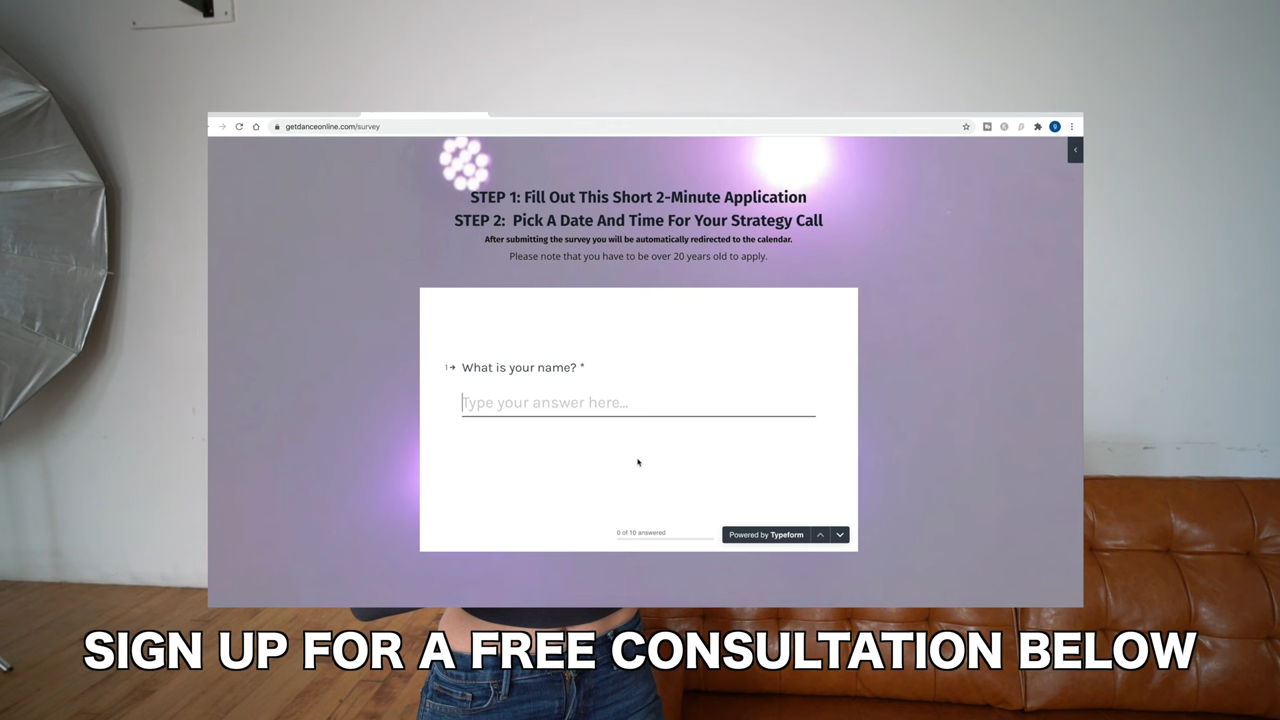 getdanceonline.com/survey
9
STEP 1: Fill Out This Short 2-Minute Application
STEP 2: Pick A Date And Time For Your Strategy Call
After submitting the survey you will be automatically redirected to the calendar.
Please note that you have to be over 20 years old to apply.
1→ What is your name? *
Type your answer here...
0 of 10 answered
Powered by Typeform
SIGN UP FOR A FREE CONSULTATION BELOW